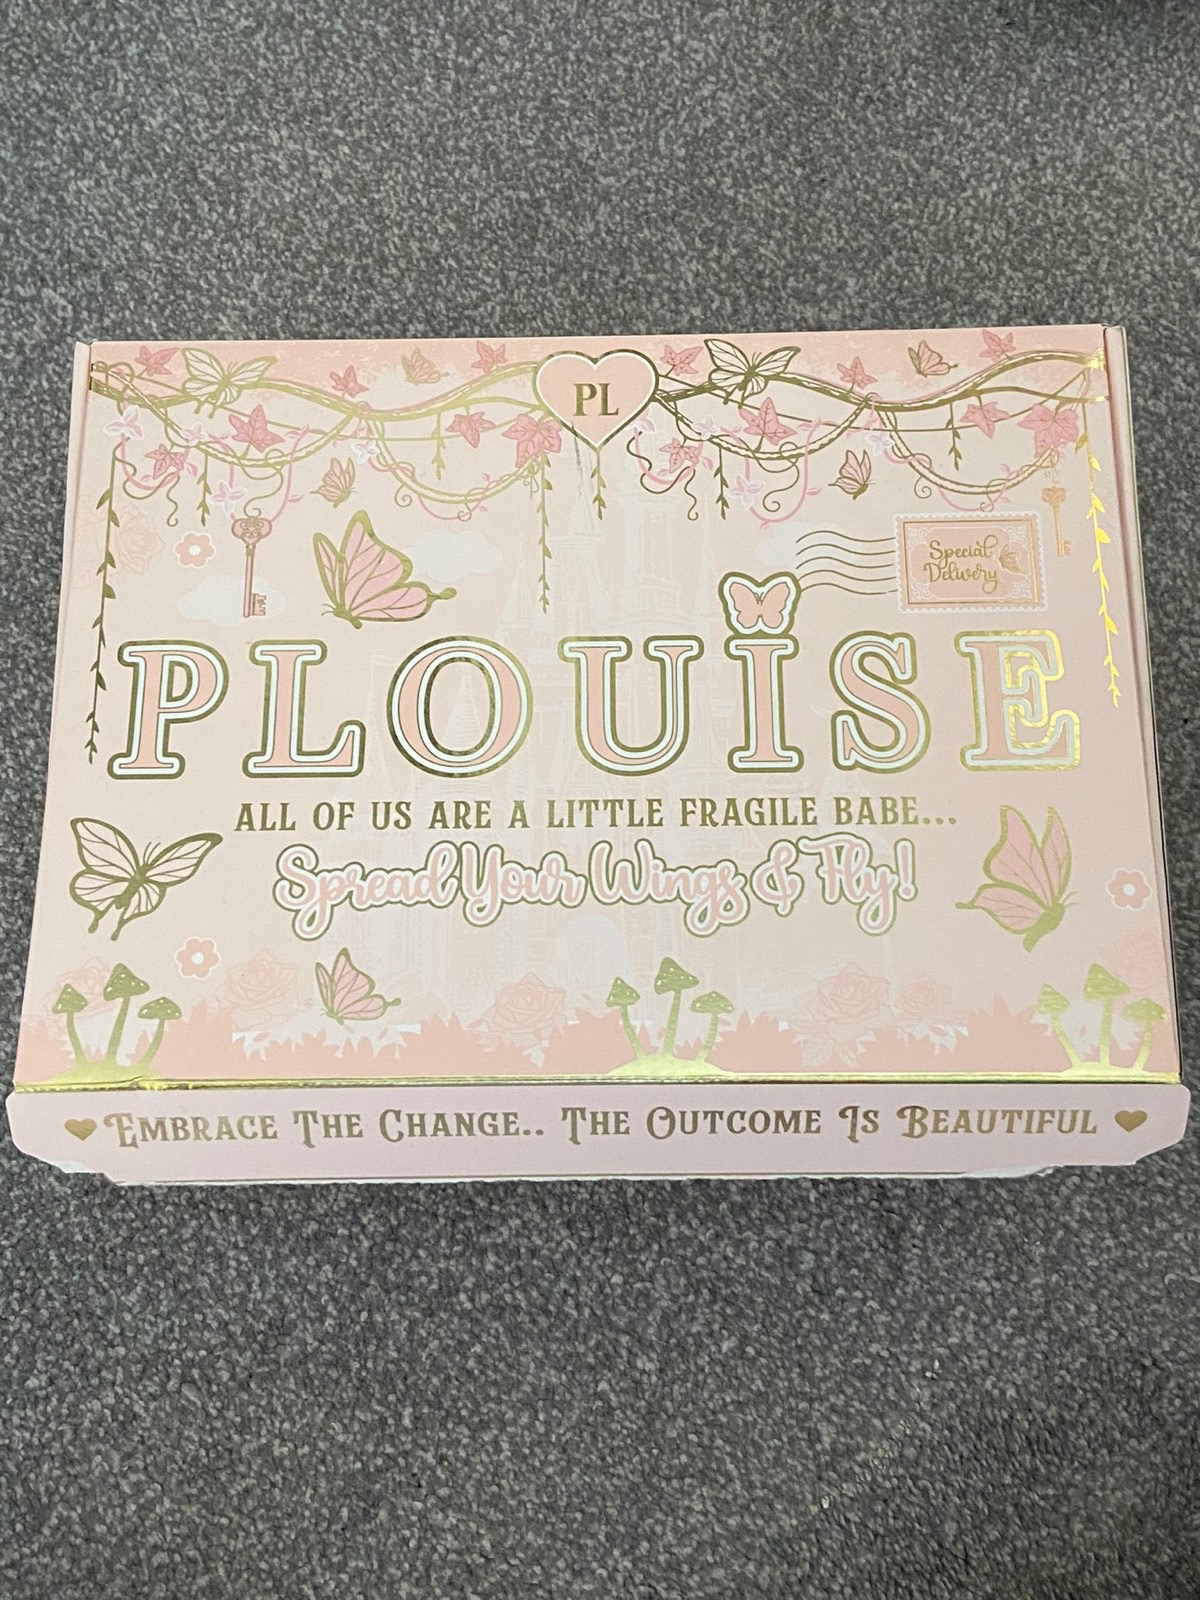 PL
Special
Delivery
PLOUISE
ALL OF US ARE A LITTLE FRAGILE BABE...
Spread Your Wings & Fly!
EMBRACE THE CHANGE.. THE OUTCOME IS BEAUTIFUL